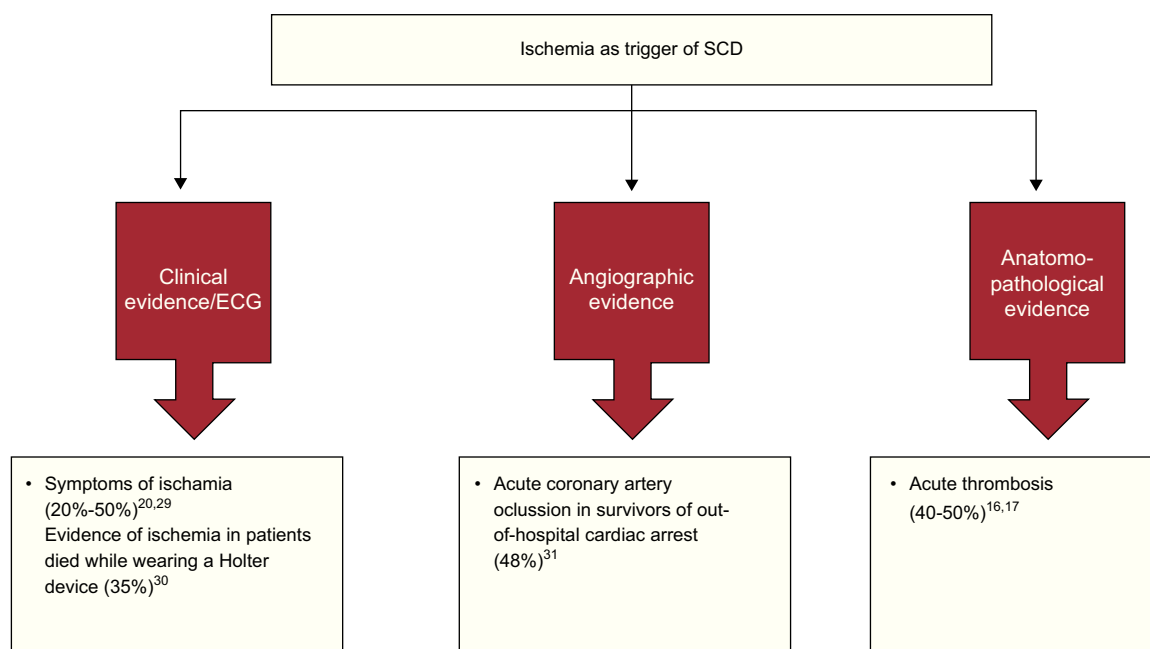 Ischemia as trigger of SCD
Clinical
evidence/ECG
Angiographic
evidence
Anatomo-
pathological
evidence
• Symptoms of ischamia
(20%-50%)20,29
Evidence of ischemia in patients
died while wearing a Holter
device (35%)30
• Acute coronary artery
oclussion in survivors of out-
of-hospital cardiac arrest
(48%)31
• Acute thrombosis
(40-50%)16,17